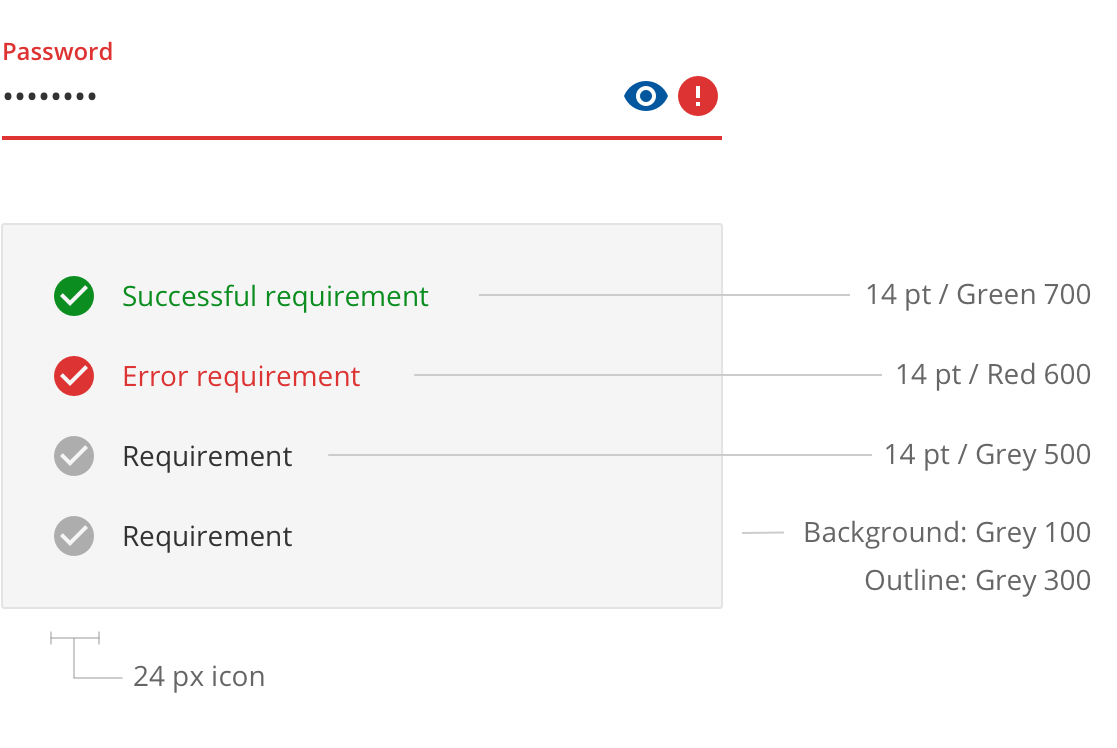 Password
••••••••
Successful requirement 14 pt / Green 700
Error requirement 14 pt / Red 600
Requirement 14 pt / Grey 500
Requirement Background: Grey 100
Outline: Grey 300
24 px icon